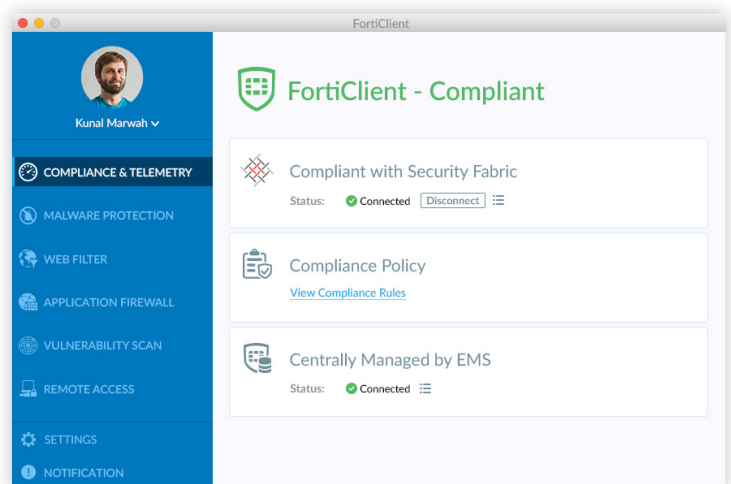 FortiClient
Kunal Marwah
COMPLIANCE & TELEMETRY
MALWARE PROTECTION
WEB FILTER
APPLICATION FIREWALL
VULNERABILITY SCAN
REMOTE ACCESS
SETTINGS
NOTIFICATION
FortiClient - Compliant
Compliant with Security Fabric
Status: Connected Disconnect
Compliance Policy
View Compliance Rules
Centrally Managed by EMS
Status: Connected